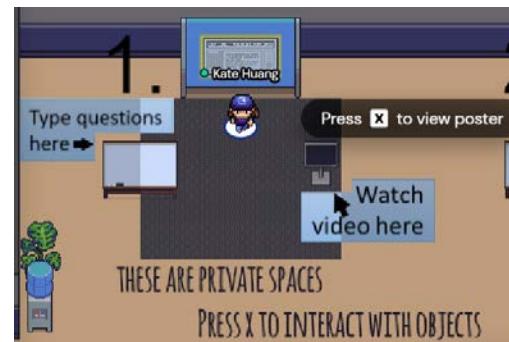 1.
Kate Huang
Type questions
here
Press X to view poster
Watch
video here
THESE ARE PRIVATE SPACES
PRESS X TO INTERACT WITH OBJECTS